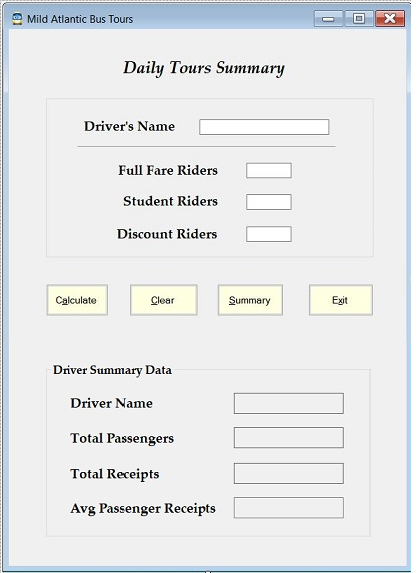 Mild Atlantic Bus Tours
Daily Tours Summary
Driver's Name
Full Fare Riders
Student Riders
Discount Riders
Calculate Clear Summary Exit
Driver Summary Data
Driver Name
Total Passengers
Total Receipts
Avg Passenger Receipts